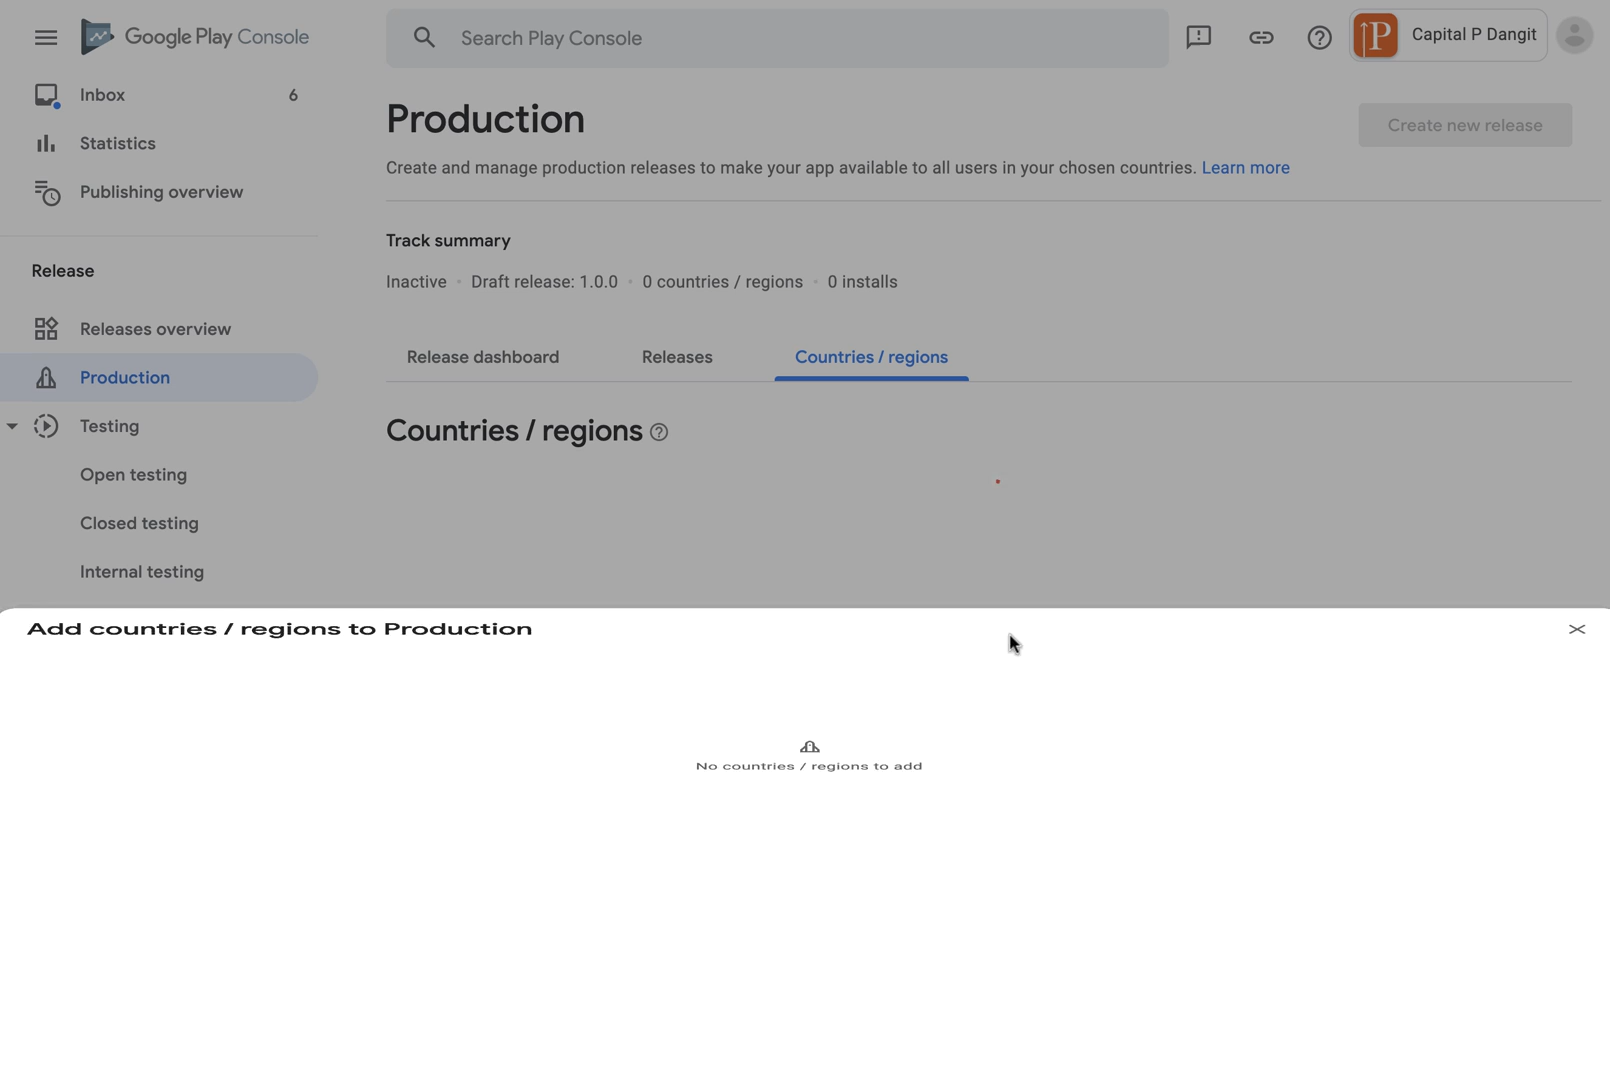 Google Play Console
Search Play Console
Capital P Dangit
Inbox 6
Statistics
Publishing overview
Release
Releases overview
Production
Testing
Open testing
Closed testing
Internal testing
Production
Create new release
Create and manage production releases to make your app available to all users in your chosen countries. Learn more
Track summary
Inactive • Draft release: 1.0.0 • 0 countries / regions • 0 installs
Release dashboard Releases Countries / regions
Countries / regions
Add countries / regions to Production
No countries / regions to add